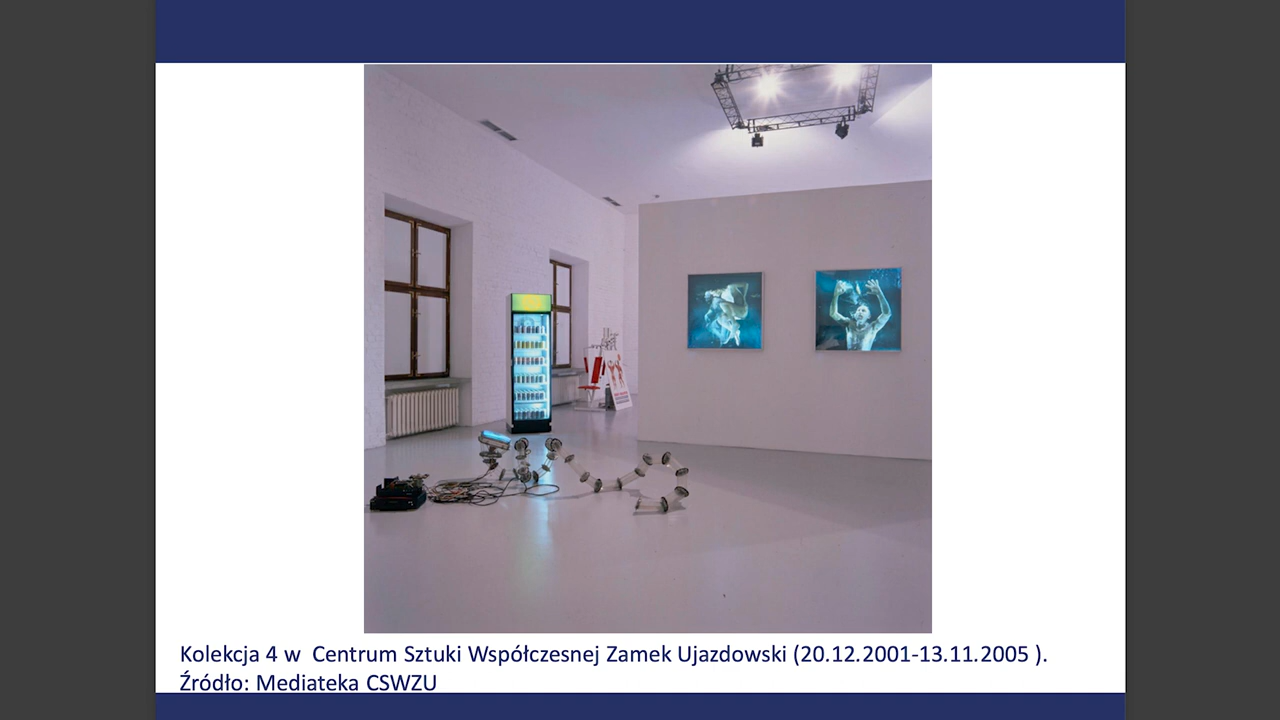 Kolekcja 4 w  Centrum Sztuki Współczesnej Zamek Ujazdowski (20.12.2001-13.11.2005 ).
Źródło: Mediateka CSWZU